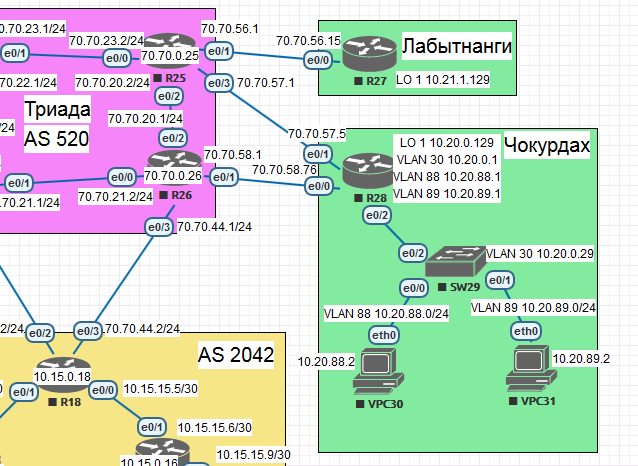 70.70.23.1/24
70.70.23.2/24
70.70.56.1
e0/1
e0/0
70.70.0.25
e0/1
70.70.56.15
e0/0
R27
Лабытнанги
LO 1 10.21.1.129
70.70.20.2/24
R25
e0/3
70.70.57.1
e0/2
70.70.20.1/24
Триада
AS 520
e0/2
70.70.57.5
e0/1
LO 1 10.20.0.129
VLAN 30 10.20.0.1
VLAN 88 10.20.88.1
VLAN 89 10.20.89.1
Чокурдах
70.70.58.1
70.70.58.76
e0/1
e0/0
70.70.0.26
e0/1
e0/0
R28
70.70.21.2/24
R26
e0/3
70.70.44.1/24
e0/2
e0/2
VLAN 30 10.20.0.29
SW29
e0/0
e0/1
VLAN 88 10.20.88.0/24
VLAN 89 10.20.89.0/24
eth0
eth0
10.20.88.2
10.20.89.2
VPC30
VPC31
e0/2
e0/3
70.70.44.2/24
AS 2042
10.15.0.18
e0/1
R18
e0/0
10.15.15.5/30
e0/1
10.15.15.6/30
10.15.0.16
10.15.15.9/30